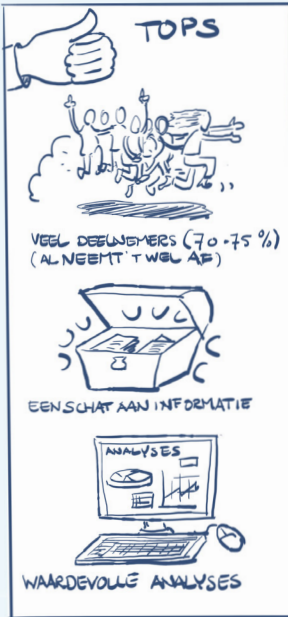 TOPS
VEEL DEELNEMERS (70-75 %)
(AL NEEMT 'T WEL AF)
EEN SCHAT AAN INFORMATIE
ANALYSES
WAARDEVOLLE ANALYSES